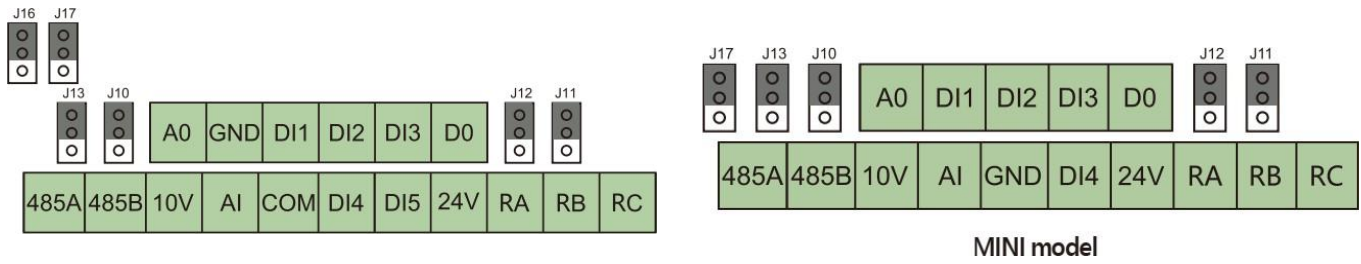 J16 J17
J13 J10 A0 GND DI1 DI2 DI3 D0 J12 J11
485A 485B 10V AI COM DI4 DI5 24V RA RB RC
J17 J13 J10 A0 DI1 DI2 DI3 D0 J12 J11
485A 485B 10V AI GND DI4 24V RA RB RC
MINI model